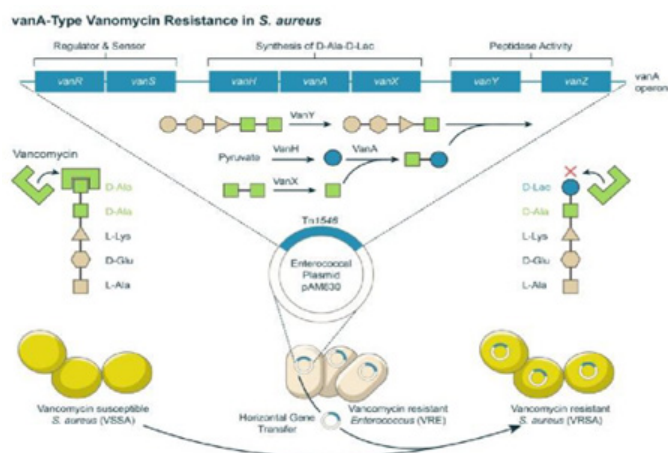 vanA-Type Vancomycin Resistance in S. aureus
Regulator & Sensor
Synthesis of D-Ala-D-Lac
Peptidase Activity
vanR
vanS
vanH
vanA
vanX
vanY
vanZ
vanA
operon
VanY
Vancomycin
Pyruvate
VanH
VanA
VanX
D-Ala
D-Ala
L-Lys
D-Glu
L-Ala
Tn1546
Enterococcal
Plasmid
pAM830
D-Lac
D-Ala
L-Lys
D-Glu
L-Ala
Vancomycin susceptible
S. aureus (VSSA)
Horizontal Gene
Transfer
Vancomycin resistant
Enterococcus (VRE)
Vancomycin resistant
S. aureus (VRSA)